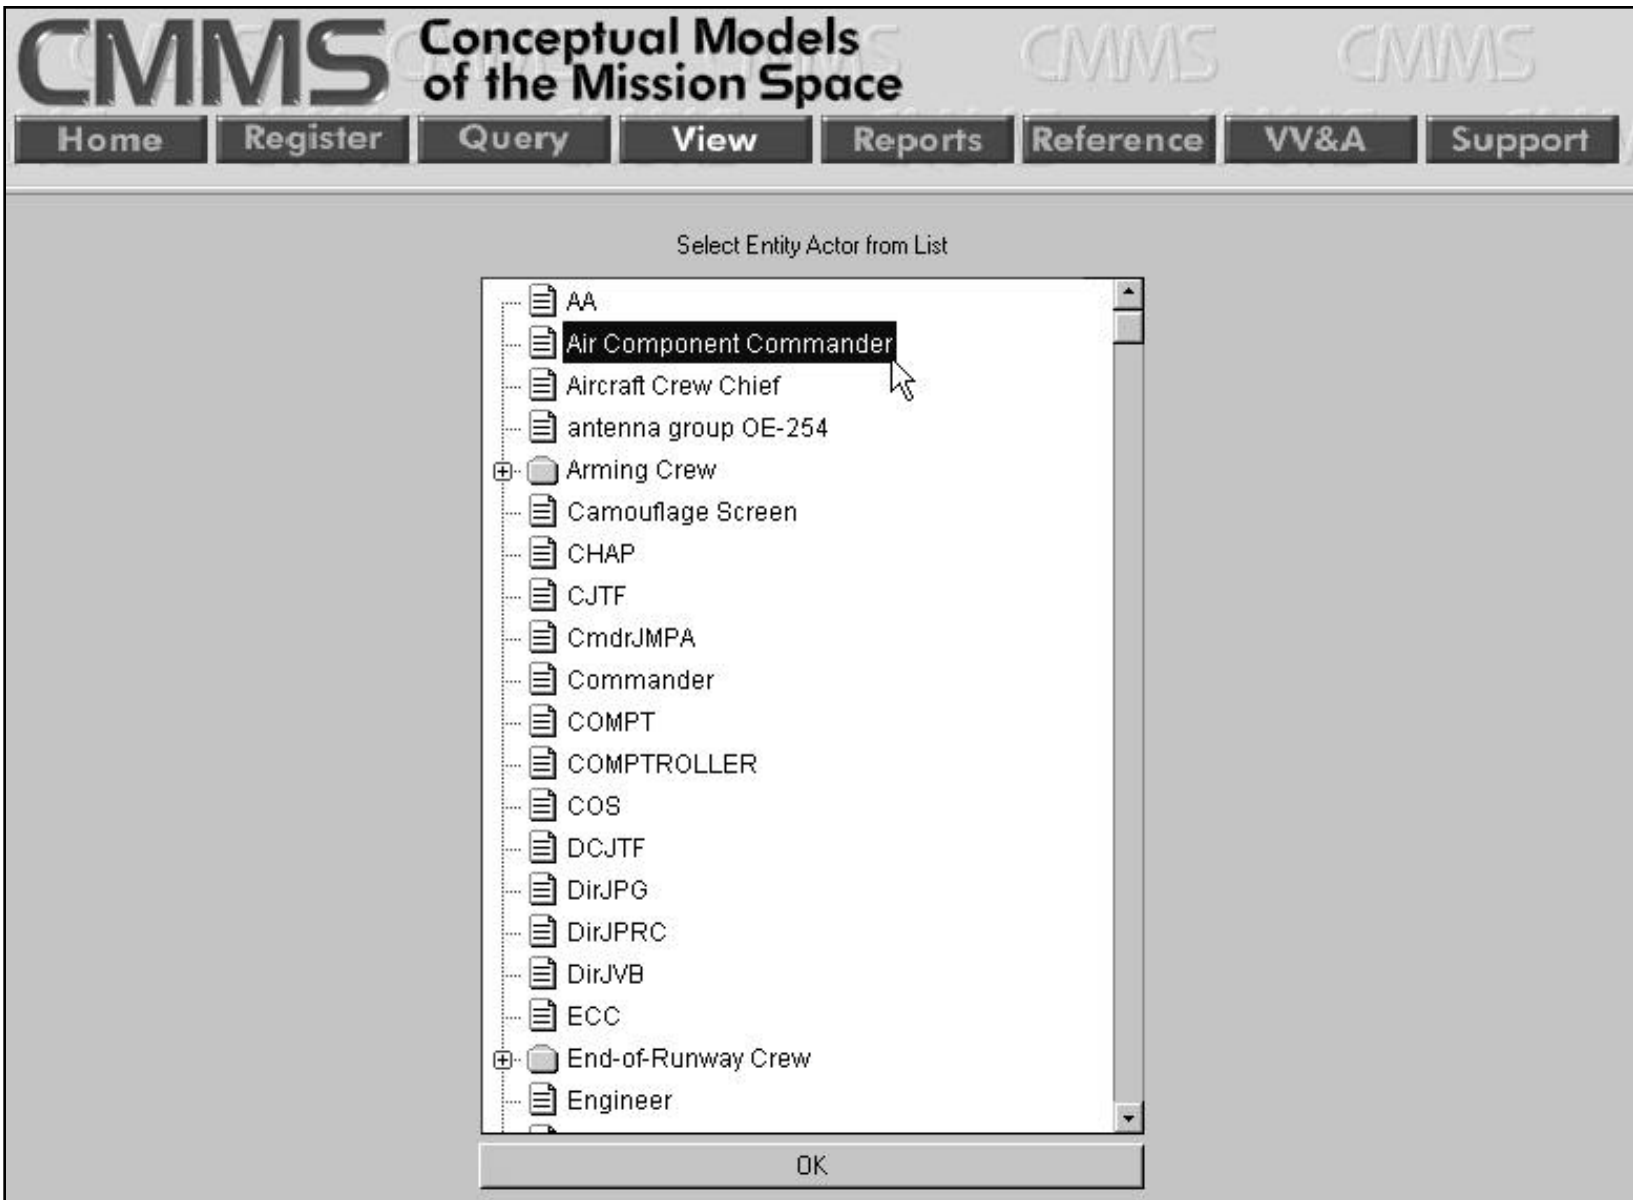 CMMS Conceptual Models
of the Mission Space
CMMS CMMS
Home Register Query View Reports Reference VV&A Support
Select Entity Actor from List
AA
Air Component Commander
Aircraft Crew Chief
antenna group OE-254
Arming Crew
Camouflage Screen
CHAP
CJTF
CmdrJMPA
Commander
COMPT
COMPTROLLER
COS
DCJTF
DirJPG
DirJPRC
DirJVB
ECC
End-of-Runway Crew
Engineer
OK